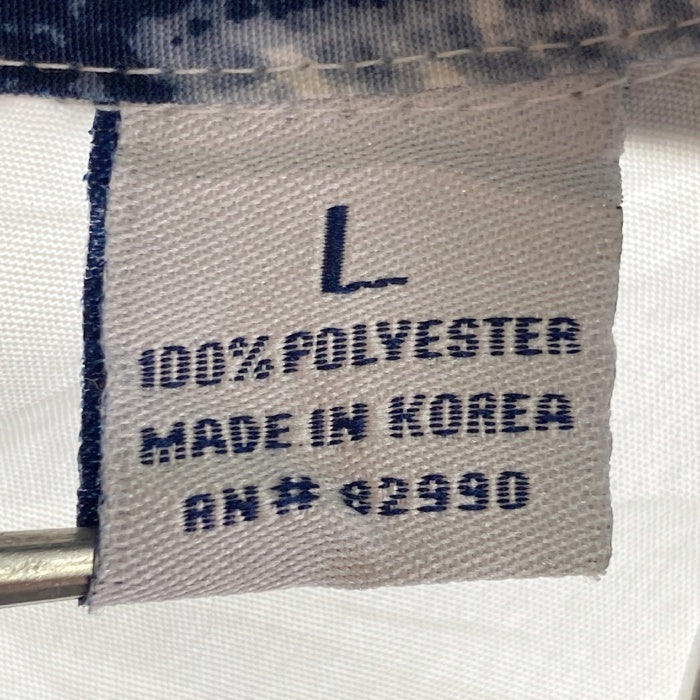 L
100% POLYESTER
MADE IN KOREA
RN# 92990